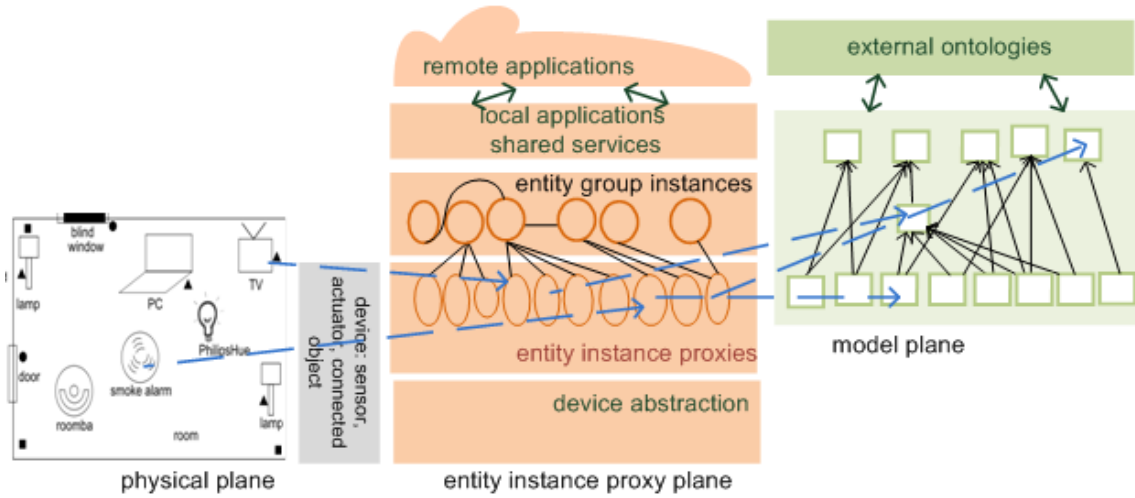 remote applications
local applications
shared services
entity group instances
entity instance proxies
device abstraction
entity instance proxy plane
external ontologies
model plane
blind
window
lamp
PC
TV
PhilipsHue
door
smoke alarm
roomba
lamp
room
physical plane
device: sensor,
actuator, connected
object